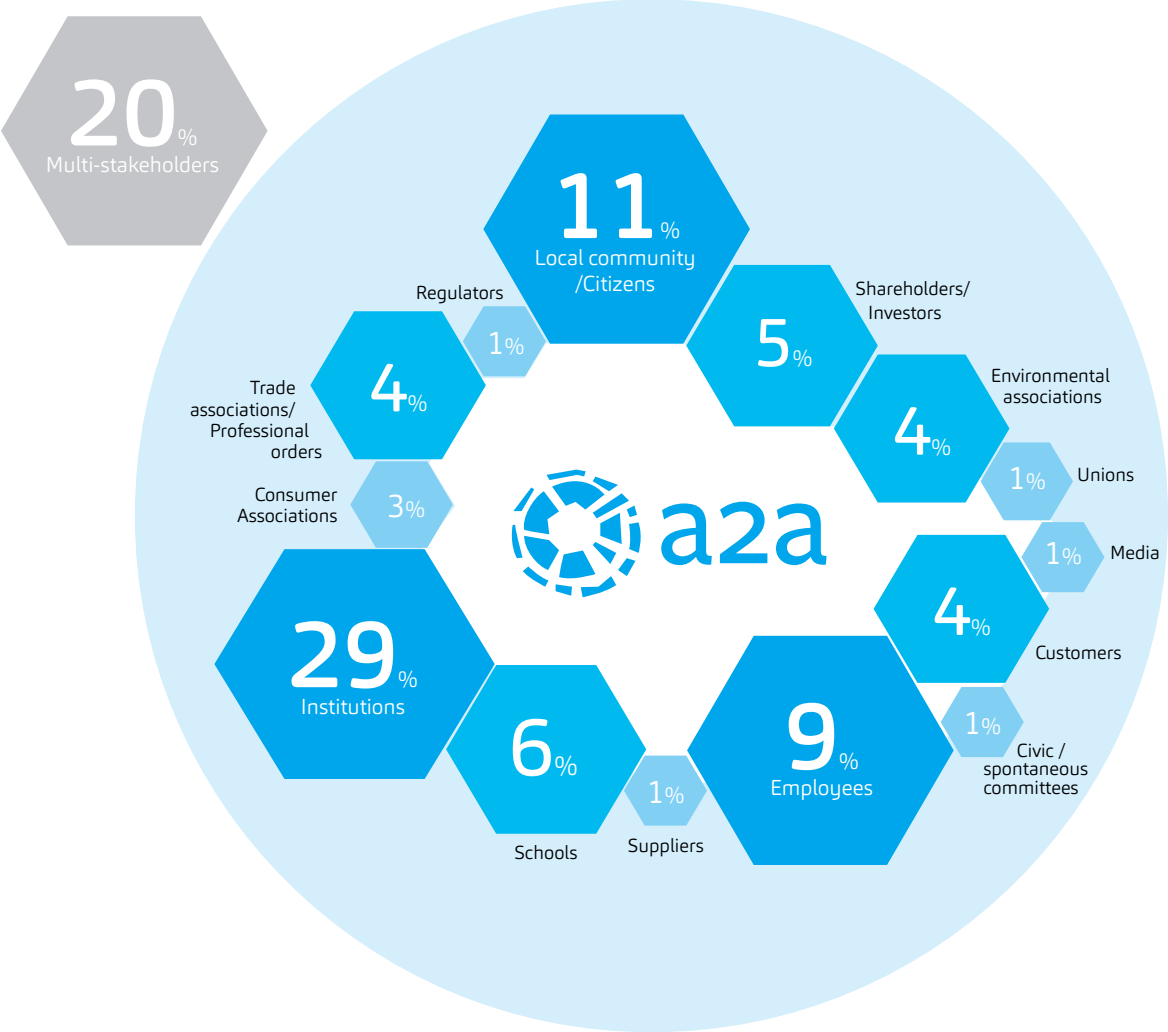 20%
Multi-stakeholders
11%
Local community
/Citizens
Regulators
1%
Shareholders/
Investors
5%
4%
Trade
associations/
Professional
orders
Environmental
associations
4%
Unions
1%
Consumer
Associations
3%
a2a
Media
1%
4%
Customers
29%
Institutions
6%
Schools
1%
Suppliers
9%
Employees
1%
Civic /
spontaneous
committees